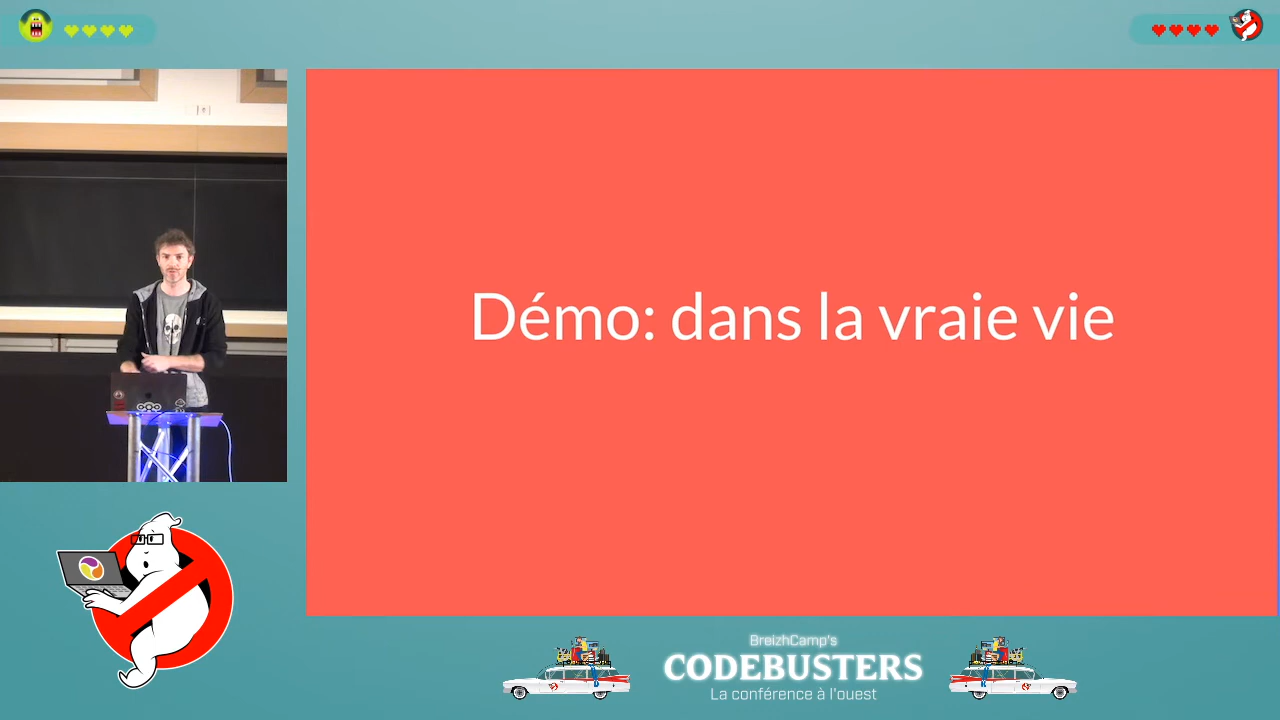 Démo: dans la vraie vie
BreizhCamp's
CODEBUSTERS
La conférence à l'ouest